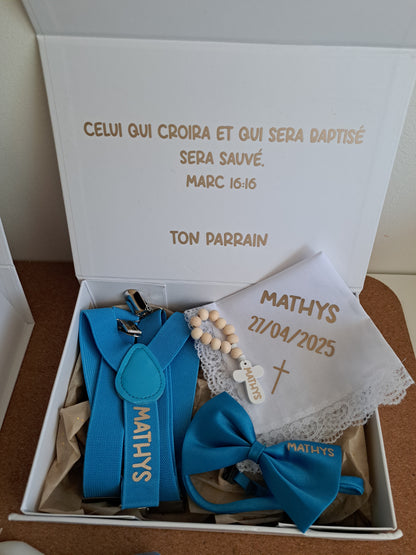 CELUI QUI CROIRA ET QUI SERA BAPTISÉ
SERA SAUVÉ.
MARC 16:16
TON PARRAIN
MATHYS
27/04/2025
MATHYS
MATHYS
MATHYS